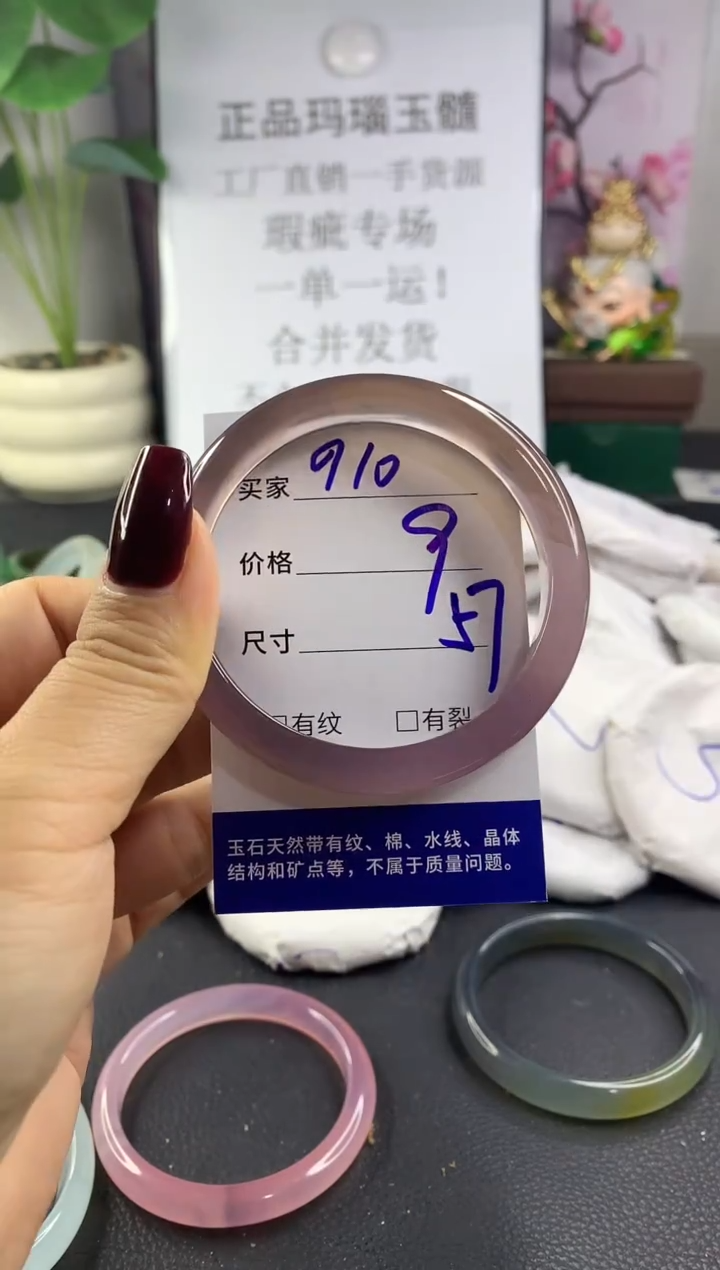 正品玛瑙玉髓
工厂直销一手货源
瑕疵专场
一单一运！
合并发货
买家 910
价格 9
尺寸 57
□有纹 □有裂
玉石天然带有纹、棉、水线、晶体
结构和矿点等，不属于质量问题。